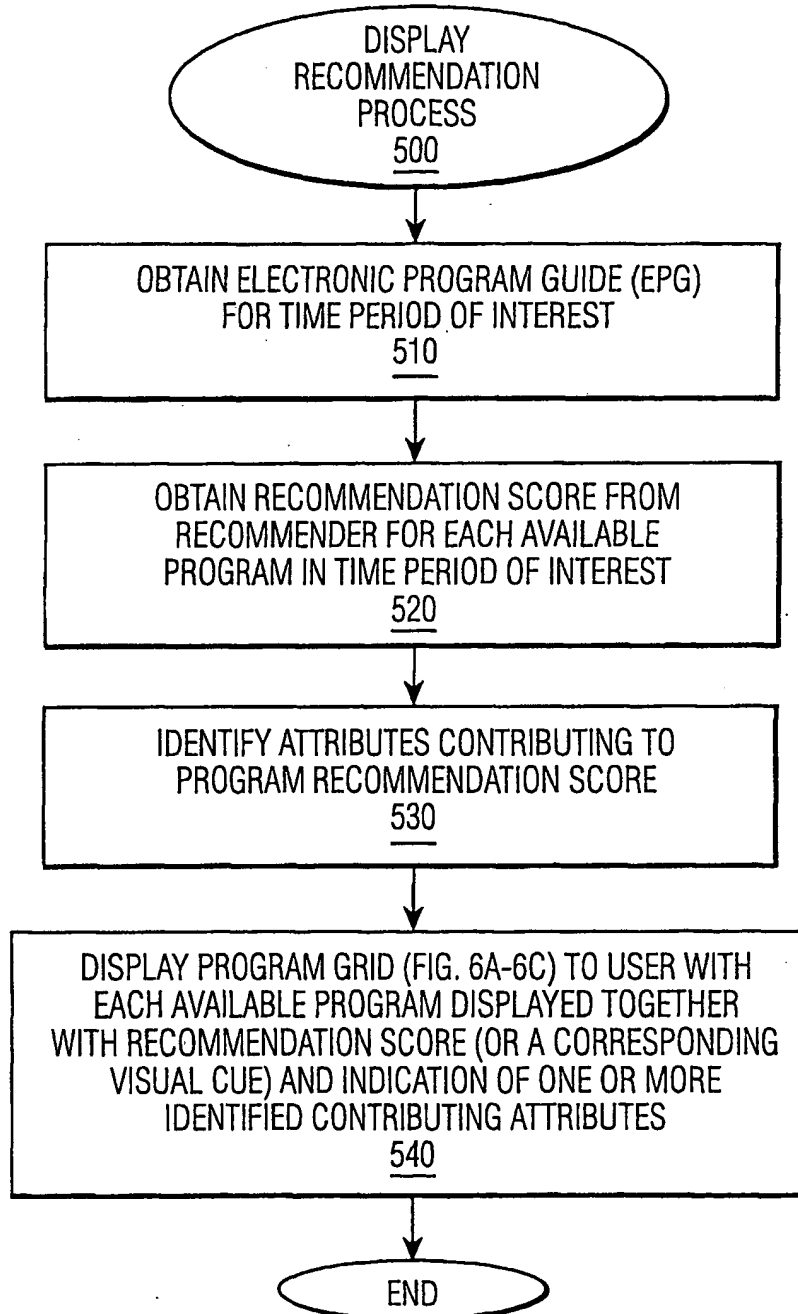 DISPLAY
RECOMMENDATION
PROCESS
500
OBTAIN ELECTRONIC PROGRAM GUIDE (EPG)
FOR TIME PERIOD OF INTEREST
510
OBTAIN RECOMMENDATION SCORE FROM
RECOMMENDER FOR EACH AVAILABLE
PROGRAM IN TIME PERIOD OF INTEREST
520
IDENTIFY ATTRIBUTES CONTRIBUTING TO
PROGRAM RECOMMENDATION SCORE
530
DISPLAY PROGRAM GRID (FIG. 6A-6C) TO USER WITH
EACH AVAILABLE PROGRAM DISPLAYED TOGETHER
WITH RECOMMENDATION SCORE (OR A CORRESPONDING
VISUAL CUE) AND INDICATION OF ONE OR MORE
IDENTIFIED CONTRIBUTING ATTRIBUTES
540
END